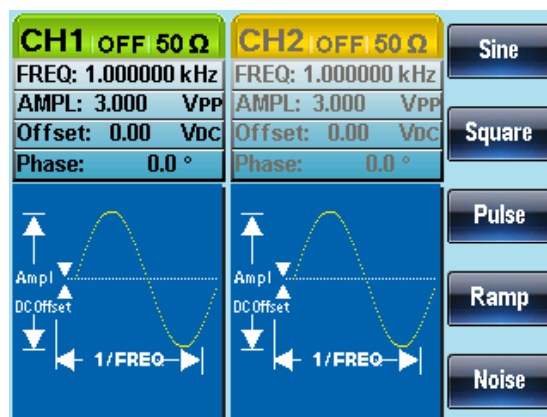 CH1 OFF 50 Ω
FREQ: 1.000000 kHz
AMPL: 3.000 VPP
Offset: 0.00 VDC
Phase: 0.0 °
Ampl
DC Offset
1/FREQ
CH2 OFF 50 Ω
FREQ: 1.000000 kHz
AMPL: 3.000 VPP
Offset: 0.00 VDC
Phase: 0.0 °
Ampl
DC Offset
1/FREQ
Sine
Square
Pulse
Ramp
Noise